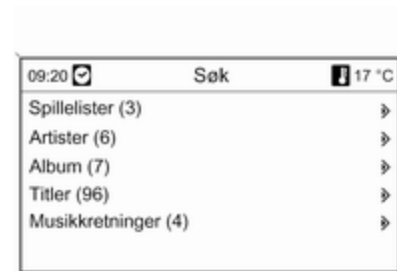 09:20 Søk 17 °C
Spillelister (3)
Artister (6)
Album (7)
Titler (96)
Musikkretninger (4)